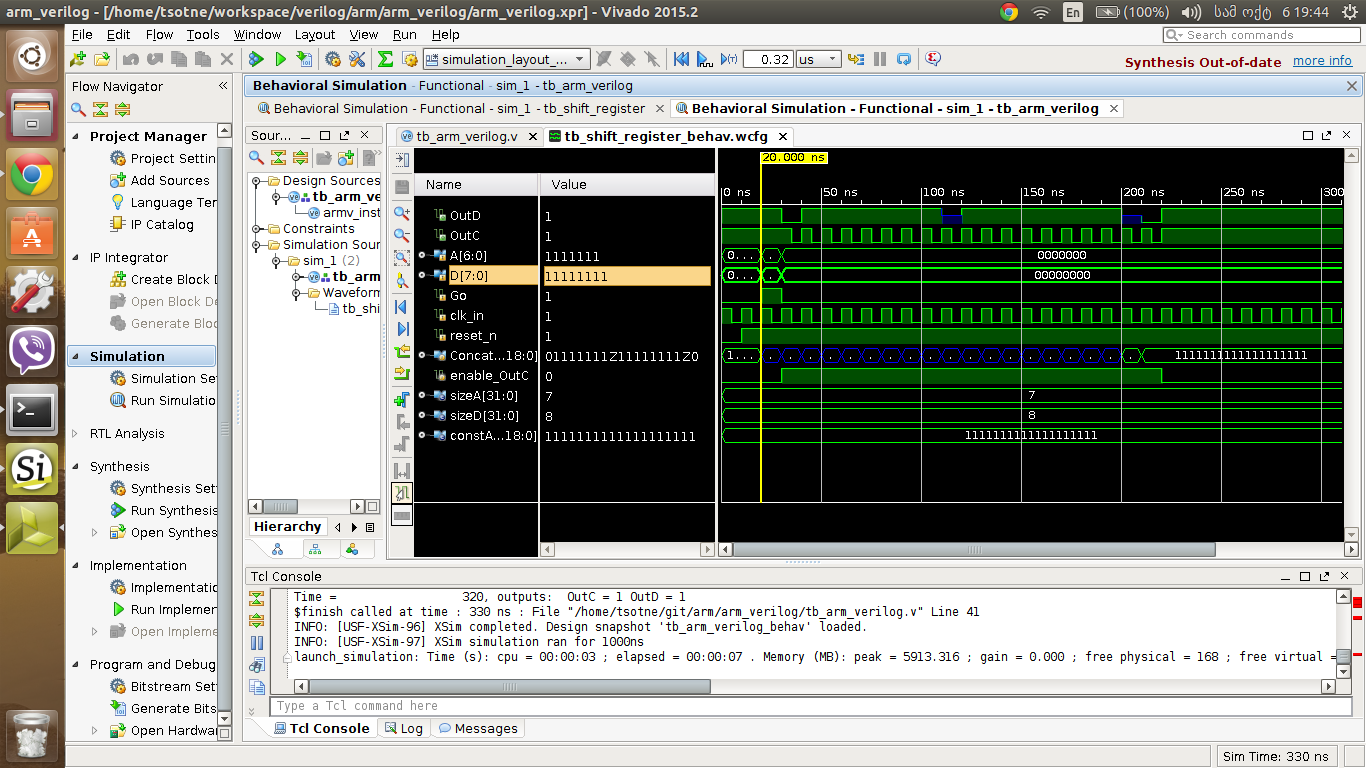 arm_verilog - [/home/tsotne/workspace/verilog/arm/arm_verilog/arm_verilog.xpr] - Vivado 2015.2
En (100%) სამ ოქტ 6 19:44
File Edit Flow Tools Window Layout View Run Help
Search commands
simulation_layout_... 0.32 us
Synthesis Out-of-date more info
Flow Navigator
Project Manager
Project Settin
Add Sources
Language Ter
IP Catalog
IP Integrator
Create Block
Open Block De
Generate Bloc
Simulation
Simulation Se
Run Simulatio
RTL Analysis
Synthesis
Synthesis Set
Run Synthesis
Open Synthes
Implementation
Implementatio
Run Implemer
Open Implem
Program and Debug
Bitstream Set
Generate Bits
Open Hardwa
Behavioral Simulation - Functional - sim_1 - tb_arm_verilog
Behavioral Simulation - Functional - sim_1 - tb_shift_register
Behavioral Simulation - Functional - sim_1 - tb_arm_verilog
Sour...
Design Sources
tb_arm_ve
armv_inst
Constraints
Simulation Sour
sim_1 (2)
tb_arm
Waveform
tb_shi
Hierarchy
tb_arm_verilog.v
tb_shift_register_behav.wcfg
Name Value
20.000 ns
0 ns 50 ns 100 ns 150 ns 200 ns 300
OutD 1
OutC 1
A[6:0] 1111111 0... . 0000000
D[7:0] 11111111 0... . 00000000
Go 1
clk_in 1
reset_n 1
Concat...18:0] 01111111Z11111111Z0 1... . . . . . . . . . . . . . . . . . . . 1111111111111111111
enable_OutC 0
sizeA[31:0] 7 7
sizeD[31:0] 8 8
constA...18:0] 1111111111111111111 1111111111111111111
Tcl Console
Time = 320, outputs: OutC = 1 OutD = 1
$finish called at time : 330 ns : File "/home/tsotne/git/arm/arm_verilog/tb_arm_verilog.v" Line 41
INFO: [USF-XSim-96] XSim completed. Design snapshot 'tb_arm_verilog_behav' loaded.
INFO: [USF-XSim-97] XSim simulation ran for 1000ns
launch_simulation: Time (s): cpu = 00:00:03 ; elapsed = 00:00:07 . Memory (MB): peak = 5913.316 ; gain = 0.000 ; free physical = 168 ; free virtual =
Type a Tcl command here
Tcl Console Log Messages
Sim Time: 330 ns